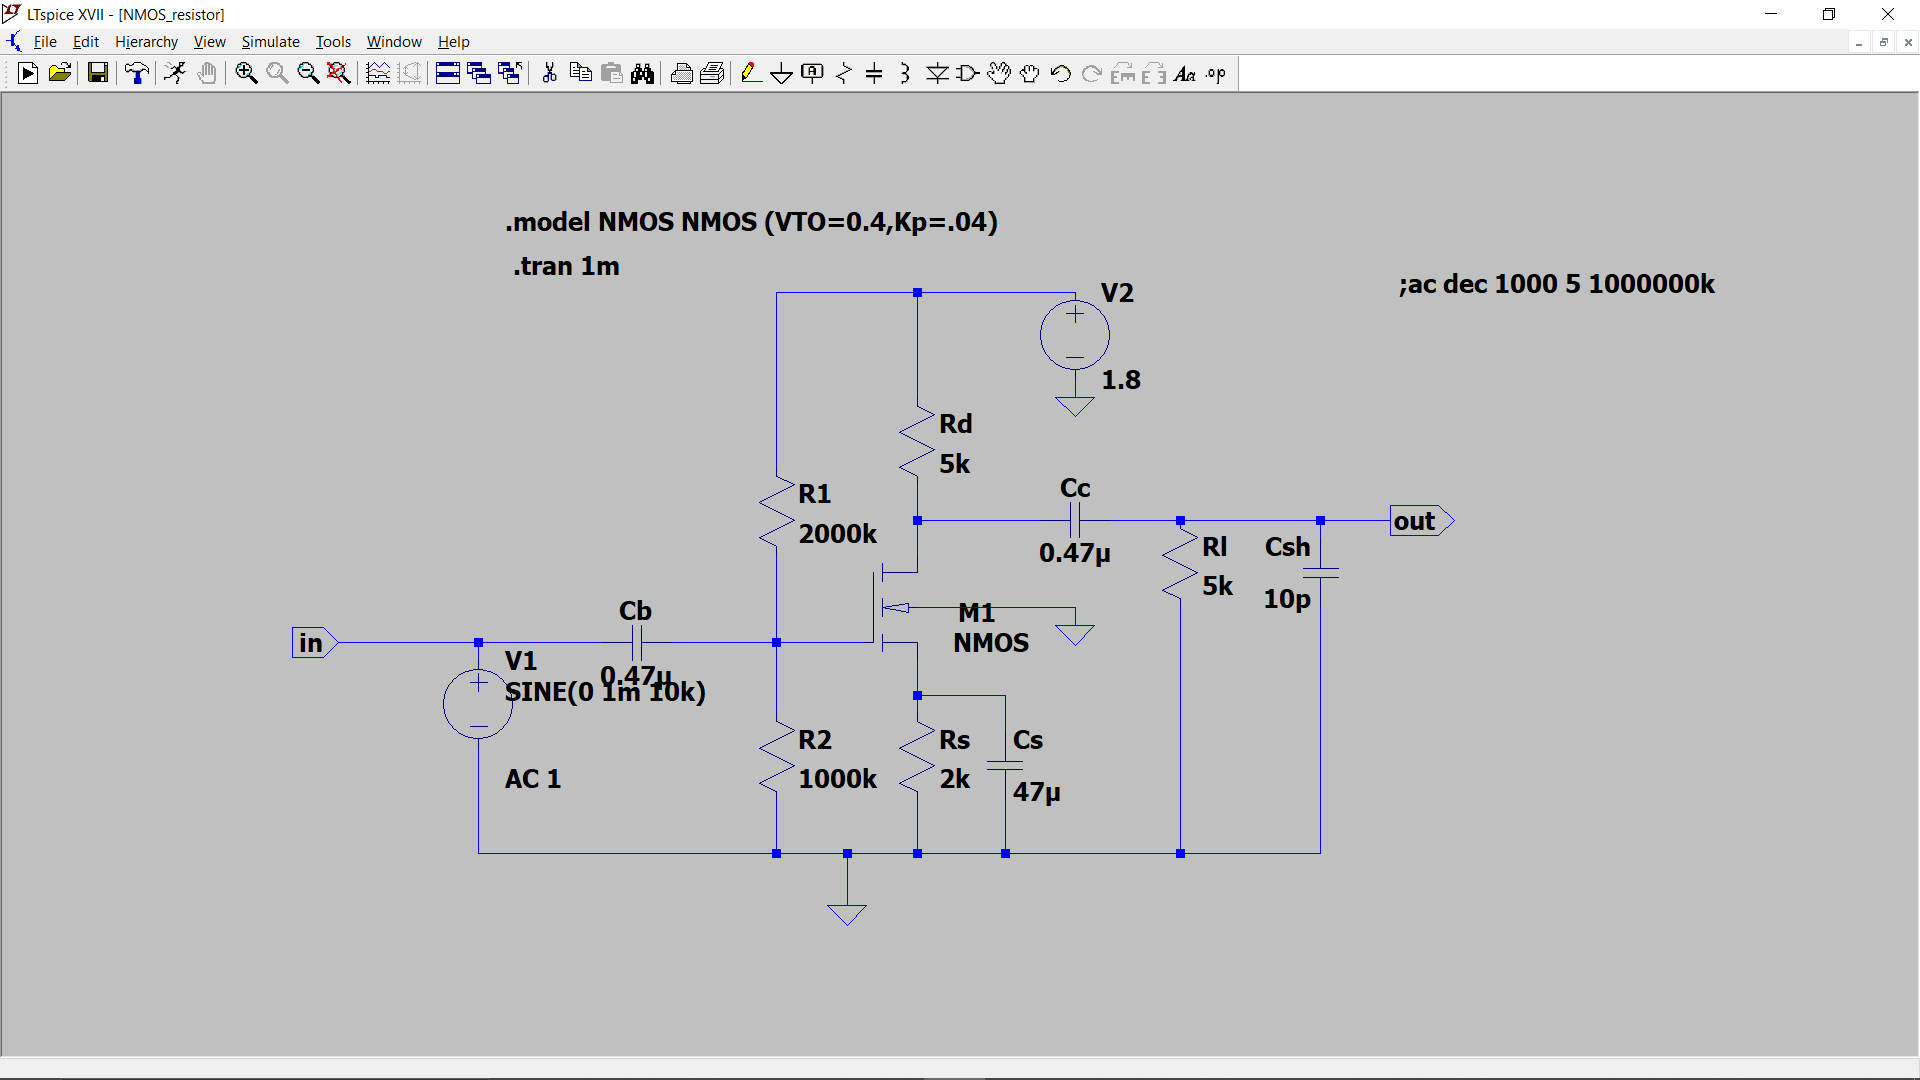 LTspice XVII - [NMOS_resistor]
File Edit Hierarchy View Simulate Tools Window Help
.model NMOS NMOS (VTO=0.4,Kp=.04)
.tran 1m
;ac dec 1000 5 1000000k
V2
1.8
Rd
5k
R1
2000k
Cc
0.47µ
out
Rl
5k
Csh
10p
Cb
0.47µ
M1
NMOS
in
V1
SINE(0 1m 10k)
AC 1
R2
1000k
Rs
2k
Cs
47µ